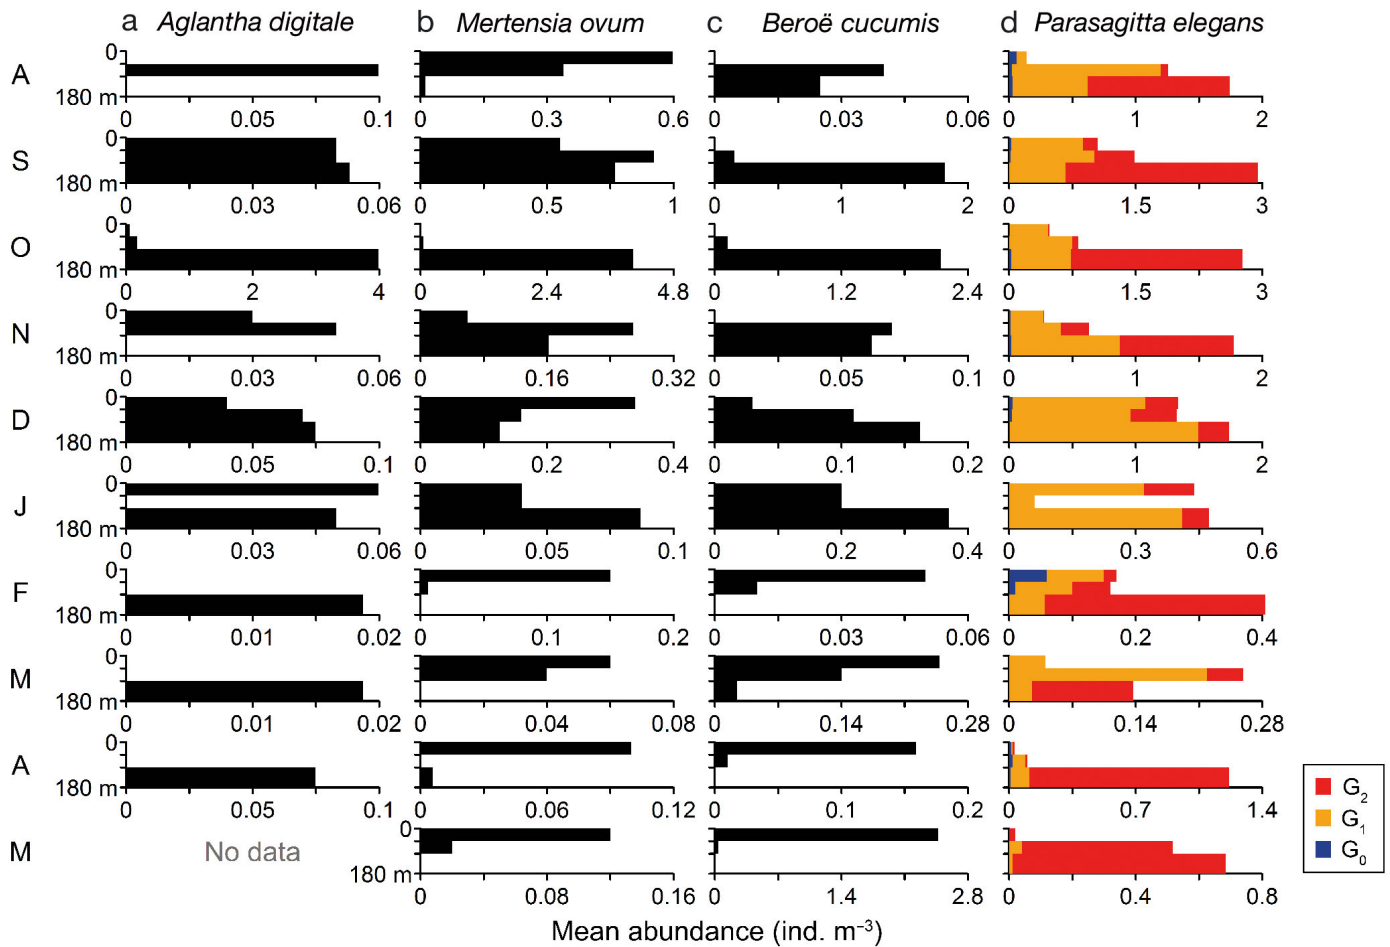 a Aglantha digitale b Mertensia ovum c Beroë cucumis d Parasagitta elegans
A 0
180 m
0 0.05 0.1 0 0.3 0.6 0 0.03 0.06 0 1 2
S 0
180 m
0 0.03 0.06 0 0.5 1 0 1 2 0 1.5 3
O 0
180 m
0 2 4 0 2.4 4.8 0 1.2 2.4 0 1.5 3
N 0
180 m
0 0.03 0.06 0 0.16 0.32 0 0.05 0.1 0 1 2
D 0
180 m
0 0.05 0.1 0 0.2 0.4 0 0.1 0.2 0 1 2
J 0
180 m
0 0.03 0.06 0 0.05 0.1 0 0.2 0.4 0 0.3 0.6
F 0
180 m
0 0.01 0.02 0 0.1 0.2 0 0.03 0.06 0 0.2 0.4
M 0
180 m
0 0.01 0.02 0 0.04 0.08 0 0.14 0.28 0 0.14 0.28
A 0
180 m
0 0.05 0.1 0 0.06 0.12 0 0.1 0.2 0 0.7 1.4
M No data 0
180 m
0 0.08 0.16 0 1.4 2.8 0 0.4 0.8
Mean abundance (ind. m⁻³)
G₂
G₁
G₀